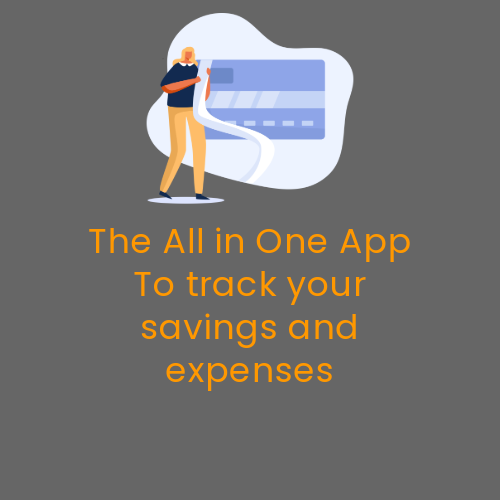 The All in One App
To track your
savings and
expenses